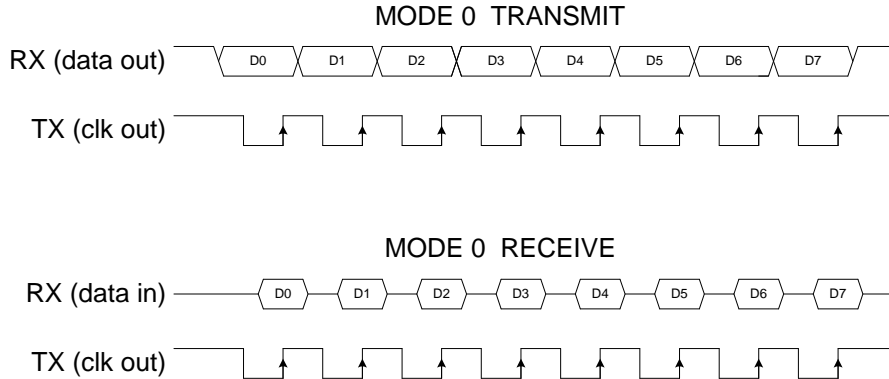 MODE 0 TRANSMIT
RX (data out) D0 D1 D2 D3 D4 D5 D6 D7
TX (clk out)
MODE 0 RECEIVE
RX (data in) D0 D1 D2 D3 D4 D5 D6 D7
TX (clk out)